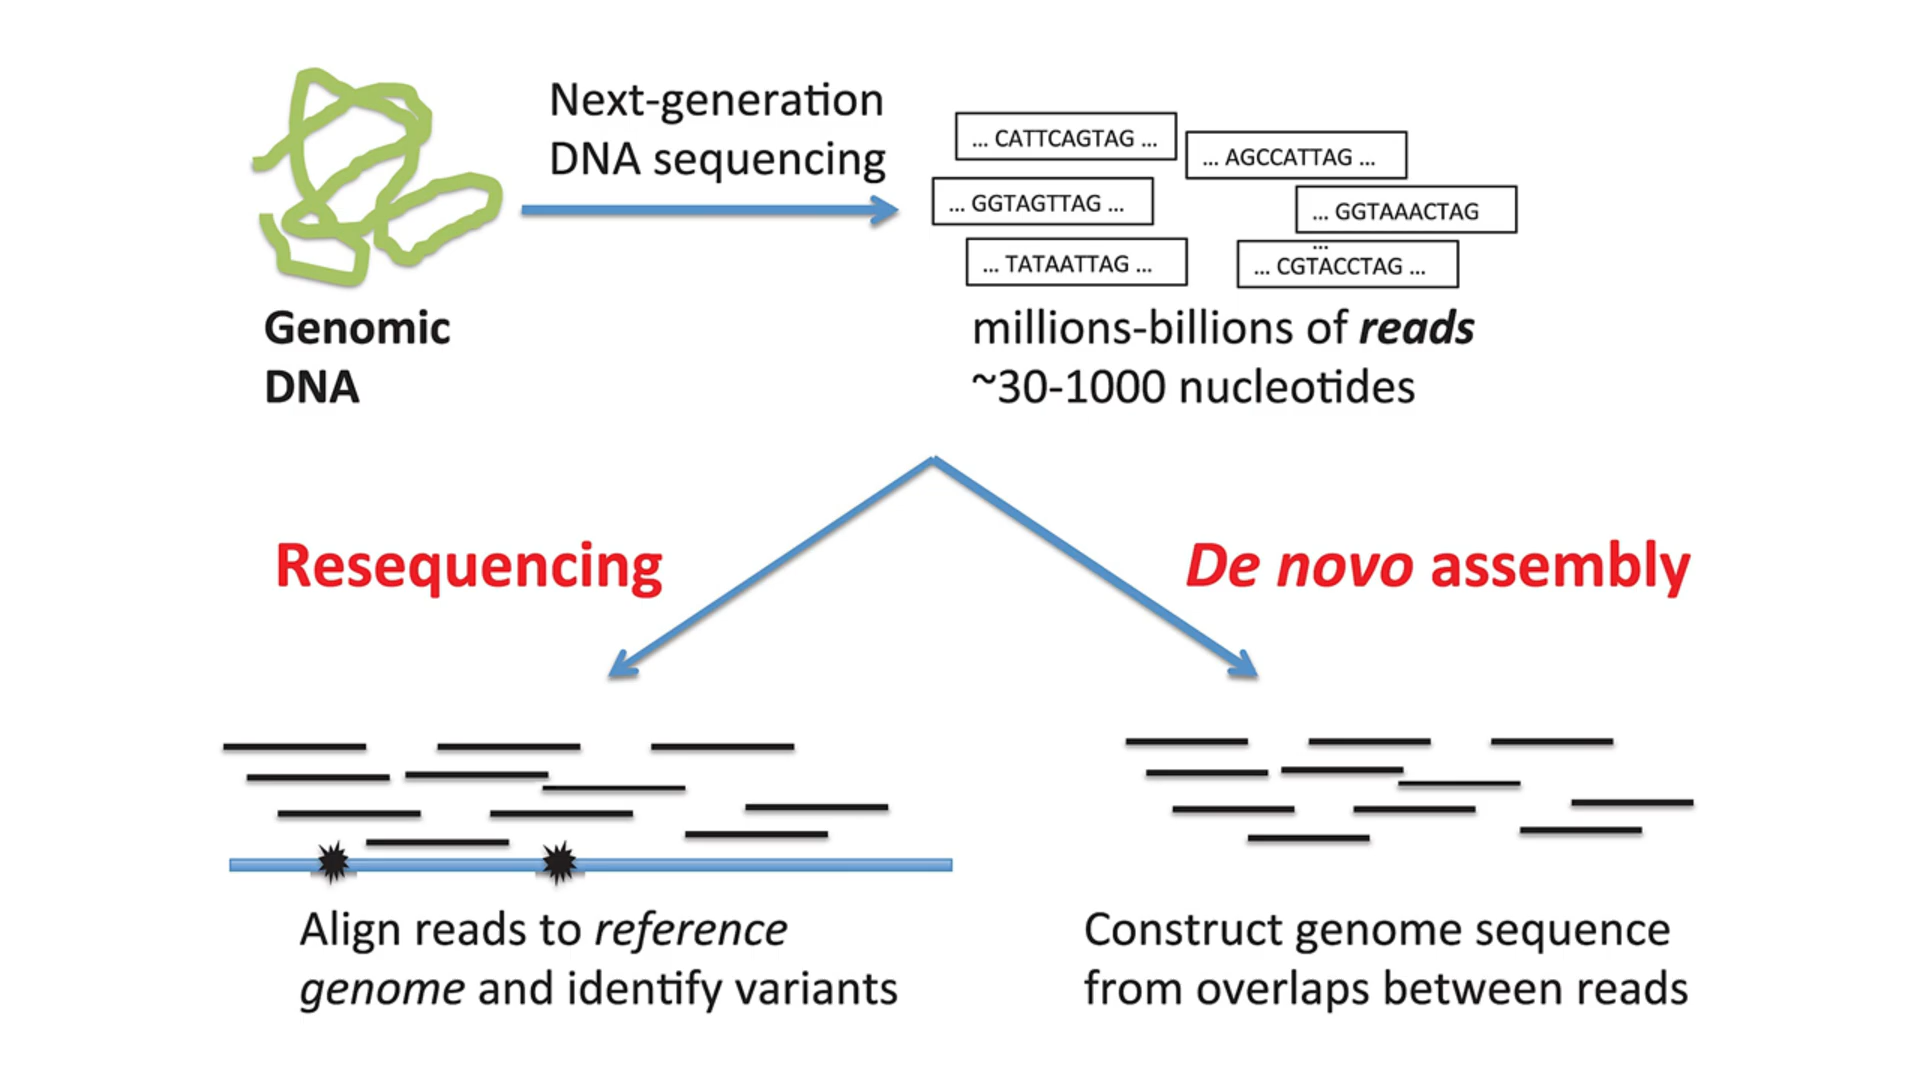 Next-generation
DNA sequencing
Genomic
DNA
... CATTCAGTAG ...
... AGCCATTAG ...
... GGTAGTTAG ...
... GGTAAACTAG
...
... TATAATTAG ...
... CGTACCTAG ...
millions-billions of reads
~30-1000 nucleotides
Resequencing
De novo assembly
Align reads to reference
genome and identify variants
Construct genome sequence
from overlaps between reads